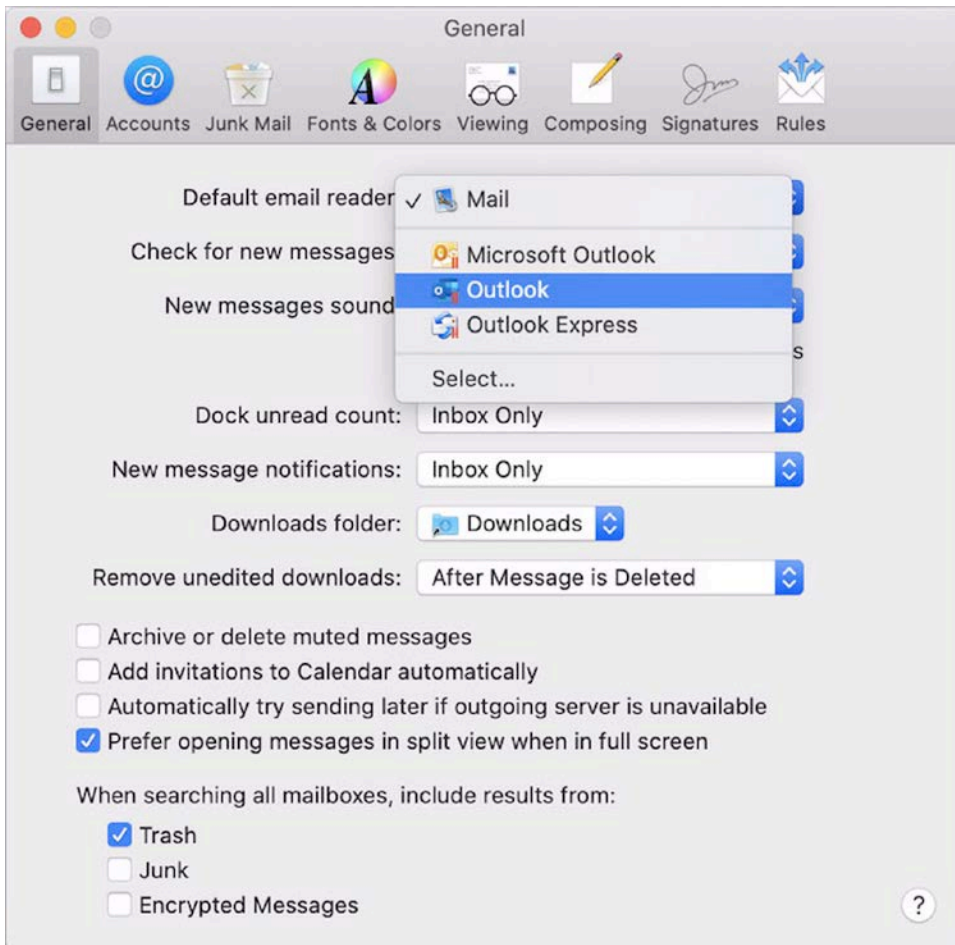 General
General Accounts Junk Mail Fonts & Colors Viewing Composing Signatures Rules
Default email reader Mail
Check for new messages Microsoft Outlook
Outlook
New messages sound
Outlook Express
s
Select...
Dock unread count: Inbox Only
New message notifications: Inbox Only
Downloads folder: Downloads
Remove unedited downloads: After Message is Deleted
Archive or delete muted messages
Add invitations to Calendar automatically
Automatically try sending later if outgoing server is unavailable
Prefer opening messages in split view when in full screen
When searching all mailboxes, include results from:
Trash
Junk
Encrypted Messages
?